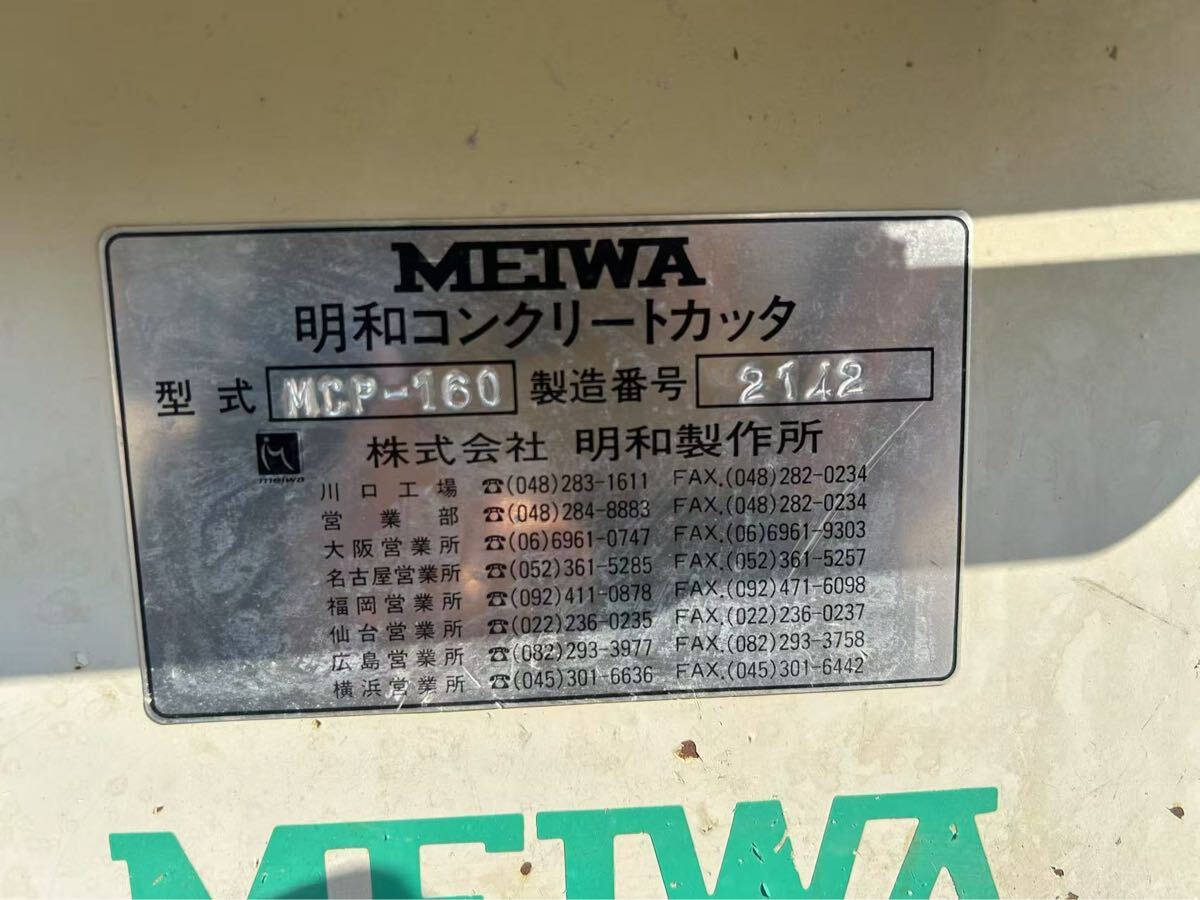 MEIWA
明和コンクリートカッタ
型式 MCP-160 製造番号 2142
meiwa 株式会社 明和製作所
川口工場 ☎(048)283-1611 FAX.(048)282-0234
営業部 ☎(048)284-8883 FAX.(048)282-0234
大阪営業所 ☎(06)6961-0747 FAX.(06)6961-9303
名古屋営業所 ☎(052)361-5285 FAX.(052)361-5257
福岡営業所 ☎(092)411-0878 FAX.(092)471-6098
仙台営業所 ☎(022)236-0235 FAX.(022)236-0237
広島営業所 ☎(082)293-3977 FAX.(082)293-3758
横浜営業所 ☎(045)301-6636 FAX.(045)301-6442
MEIWA